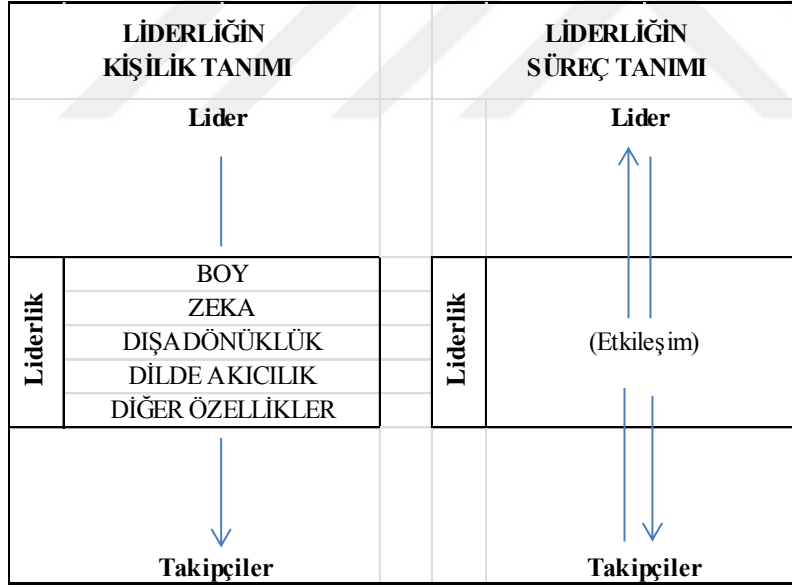 LİDERLİĞİN
KİŞİLİK TANIMI
Lider
Liderlik
BOY
ZEKA
DIŞADÖNÜKLÜK
DİLDE AKICILIK
DİĞER ÖZELLİKLER
Takipçiler
LİDERLİĞİN
SÜREÇ TANIMI
Lider
Liderlik
(Etkileşim)
Takipçiler